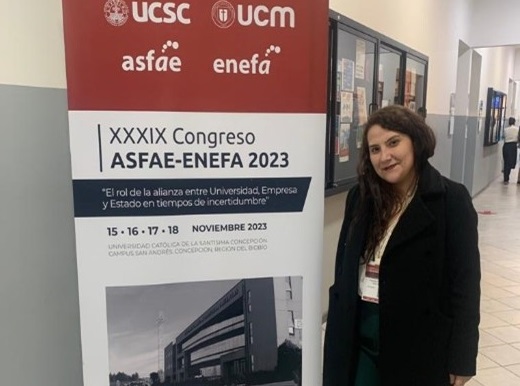 UCSC UCM
asfae enefa
XXXIX Congreso
ASFAE-ENEFA 2023
"El rol de la alianza entre Universidad, Empresa
y Estado en tiempos de incertidumbre"
15 • 16 • 17 • 18 NOVIEMBRE 2023
UNIVERSIDAD CATÓLICA DE LA SANTÍSIMA CONCEPCIÓN,
CAMPUS SAN ANDRÉS, CONCEPCIÓN, REGIÓN DEL BIOBÍO